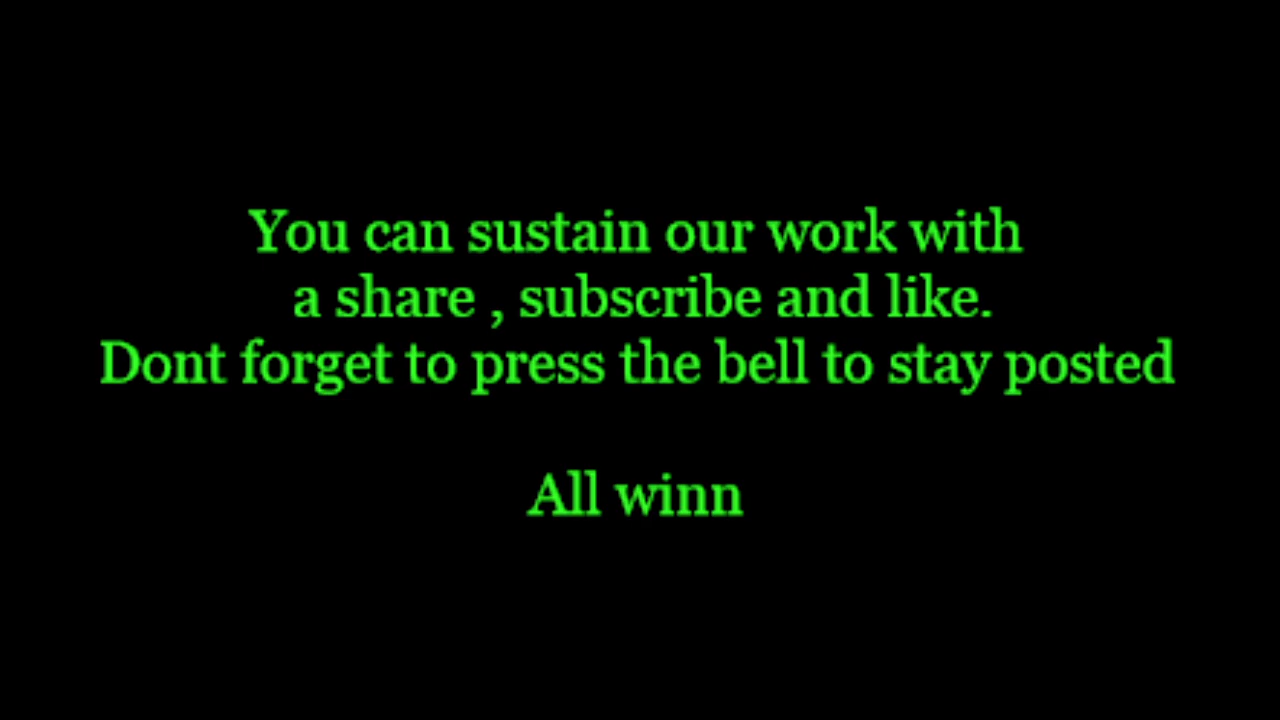 You can sustain our work with
a share , subscribe and like.
Dont forget to press the bell to stay posted
All winn